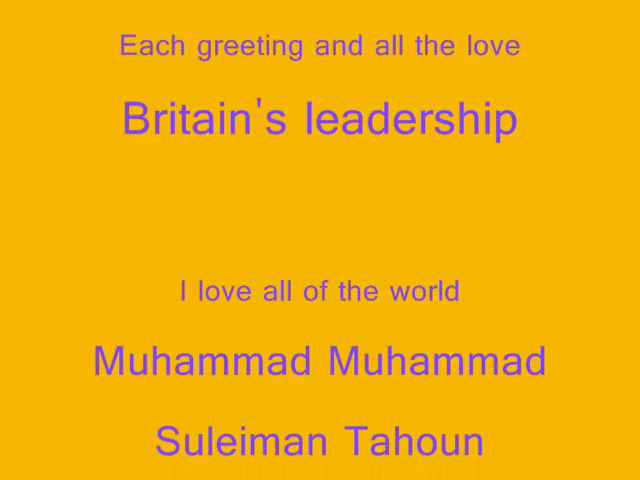 Each greeting and all the love
Britain's leadership
I love all of the world
Muhammad Muhammad
Suleiman Tahoun